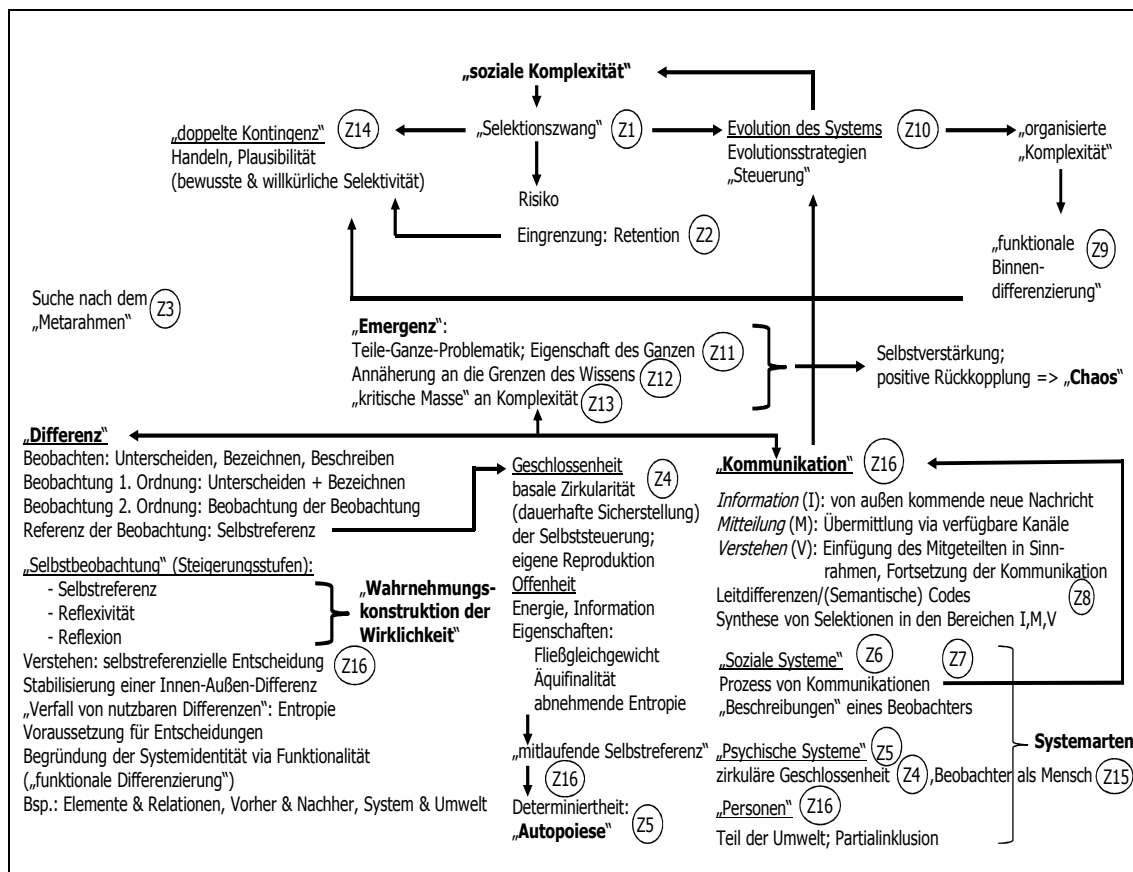 „soziale Komplexität“
„doppelte Kontingenz“ Z14
Handeln, Plausibilität
(bewusste & willkürliche Selektivität)
„Selektionszwang“ Z1
Evolution des Systems Z10
Evolutionsstrategien
„Steuerung“
„organisierte
„Komplexität“
Risiko
Eingrenzung: Retention Z2
„funktionale Z9
Binnen-
differenzierung“
Suche nach dem Z3
„Metarahmen“
„Emergenz“:
Teile-Ganze-Problematik; Eigenschaft des Ganzen Z11
Annäherung an die Grenzen des Wissens Z12
„kritische Masse“ an Komplexität Z13
Selbstverstärkung;
positive Rückkopplung => „Chaos“
„Differenz“
Beobachten: Unterscheiden, Bezeichnen, Beschreiben
Beobachtung 1. Ordnung: Unterscheiden + Bezeichnen
Beobachtung 2. Ordnung: Beobachtung der Beobachtung
Referenz der Beobachtung: Selbstreferenz
„Selbstbeobachtung“ (Steigerungsstufen):
- Selbstreferenz
- Reflexivität
- Reflexion
„Wahrnehmungs-
konstruktion der
Wirklichkeit“
Verstehen: selbstreferenzielle Entscheidung Z16
Stabilisierung einer Innen-Außen-Differenz
„Verfall von nutzbaren Differenzen“: Entropie
Voraussetzung für Entscheidungen
Begründung der Systemidentität via Funktionalität
(„funktionale Differenzierung“)
Bsp.: Elemente & Relationen, Vorher & Nachher, System & Umwelt
Geschlossenheit
basale Zirkularität Z4
(dauerhafte Sicherstellung)
der Selbststeuerung;
eigene Reproduktion
Offenheit
Energie, Information
Eigenschaften:
Fließgleichgewicht
Äquifinalität
abnehmende Entropie
„mitlaufende Selbstreferenz“
Z16
Determiniertheit:
„Autopoiese“ Z5
„Kommunikation“ Z16
Information (I): von außen kommende neue Nachricht
Mitteilung (M): Übermittlung via verfügbare Kanäle
Verstehen (V): Einfügung des Mitgeteilten in Sinn-
rahmen, Fortsetzung der Kommunikation
Leitdifferenzen/(Semantische) Codes Z8
Synthese von Selektionen in den Bereichen I,M,V
„Soziale Systeme“ Z6 Z7
Prozess von Kommunikationen
„Beschreibungen“ eines Beobachters
„Psychische Systeme“ Z5
zirkuläre Geschlossenheit Z4 ,Beobachter als Mensch Z15
„Personen“ Z16
Teil der Umwelt; Partialinklusion
Systemarten